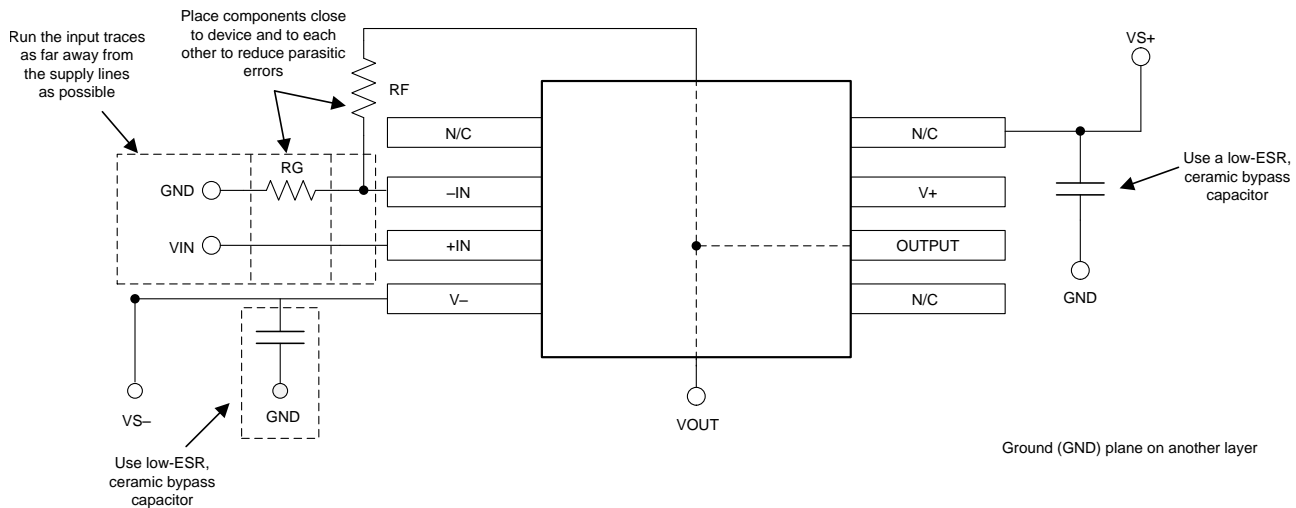 Place components close
to device and to each
other to reduce parasitic
errors
Run the input traces
as far away from
the supply lines
as possible
VS+
RF
N/C
N/C
RG
Use a low-ESR,
ceramic bypass
capacitor
GND
–IN
V+
VIN
+IN
OUTPUT
V–
N/C
GND
VS–
GND
VOUT
Use low-ESR,
ceramic bypass
capacitor
Ground (GND) plane on another layer